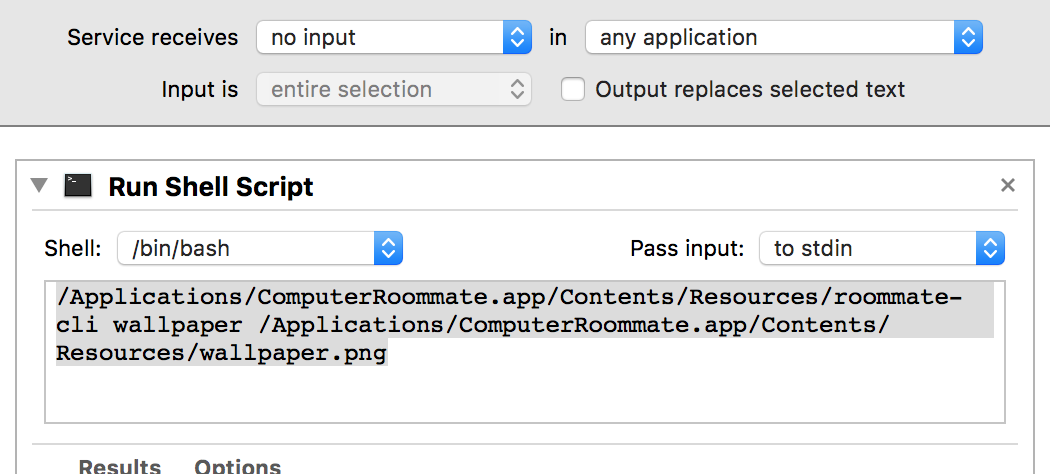 Service receives no input in any application
Input is entire selection Output replaces selected text
Run Shell Script
Shell: /bin/bash Pass input: to stdin
/Applications/ComputerRoommate.app/Contents/Resources/roommate-
cli wallpaper /Applications/ComputerRoommate.app/Contents/
Resources/wallpaper.png
Results Options